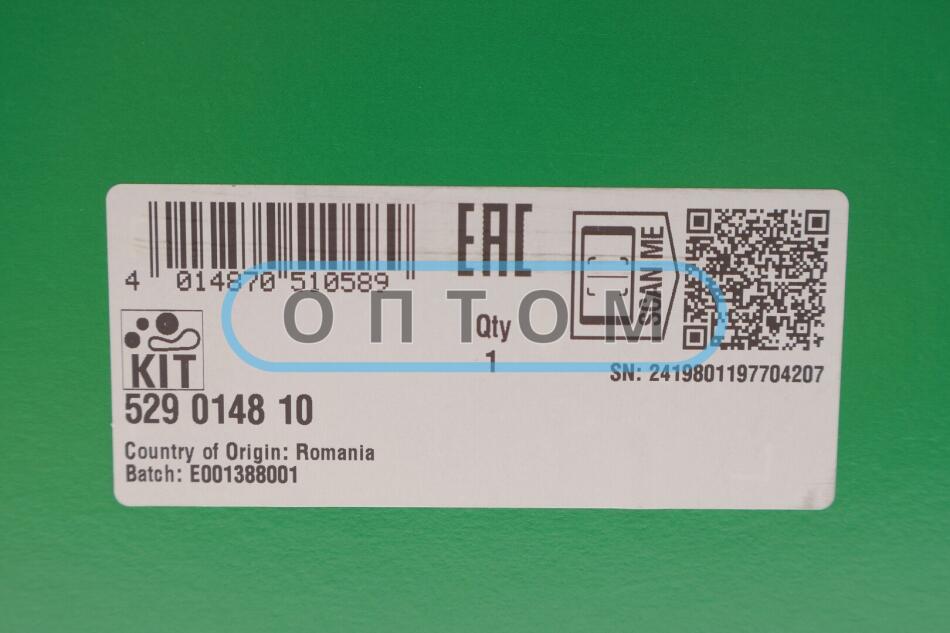 EAC
SCAN ME
4 014870 510589
ОПТОМ
Qty
1
KIT
SN: 2419801197704207
529 0148 10
Country of Origin: Romania
Batch: E001388001